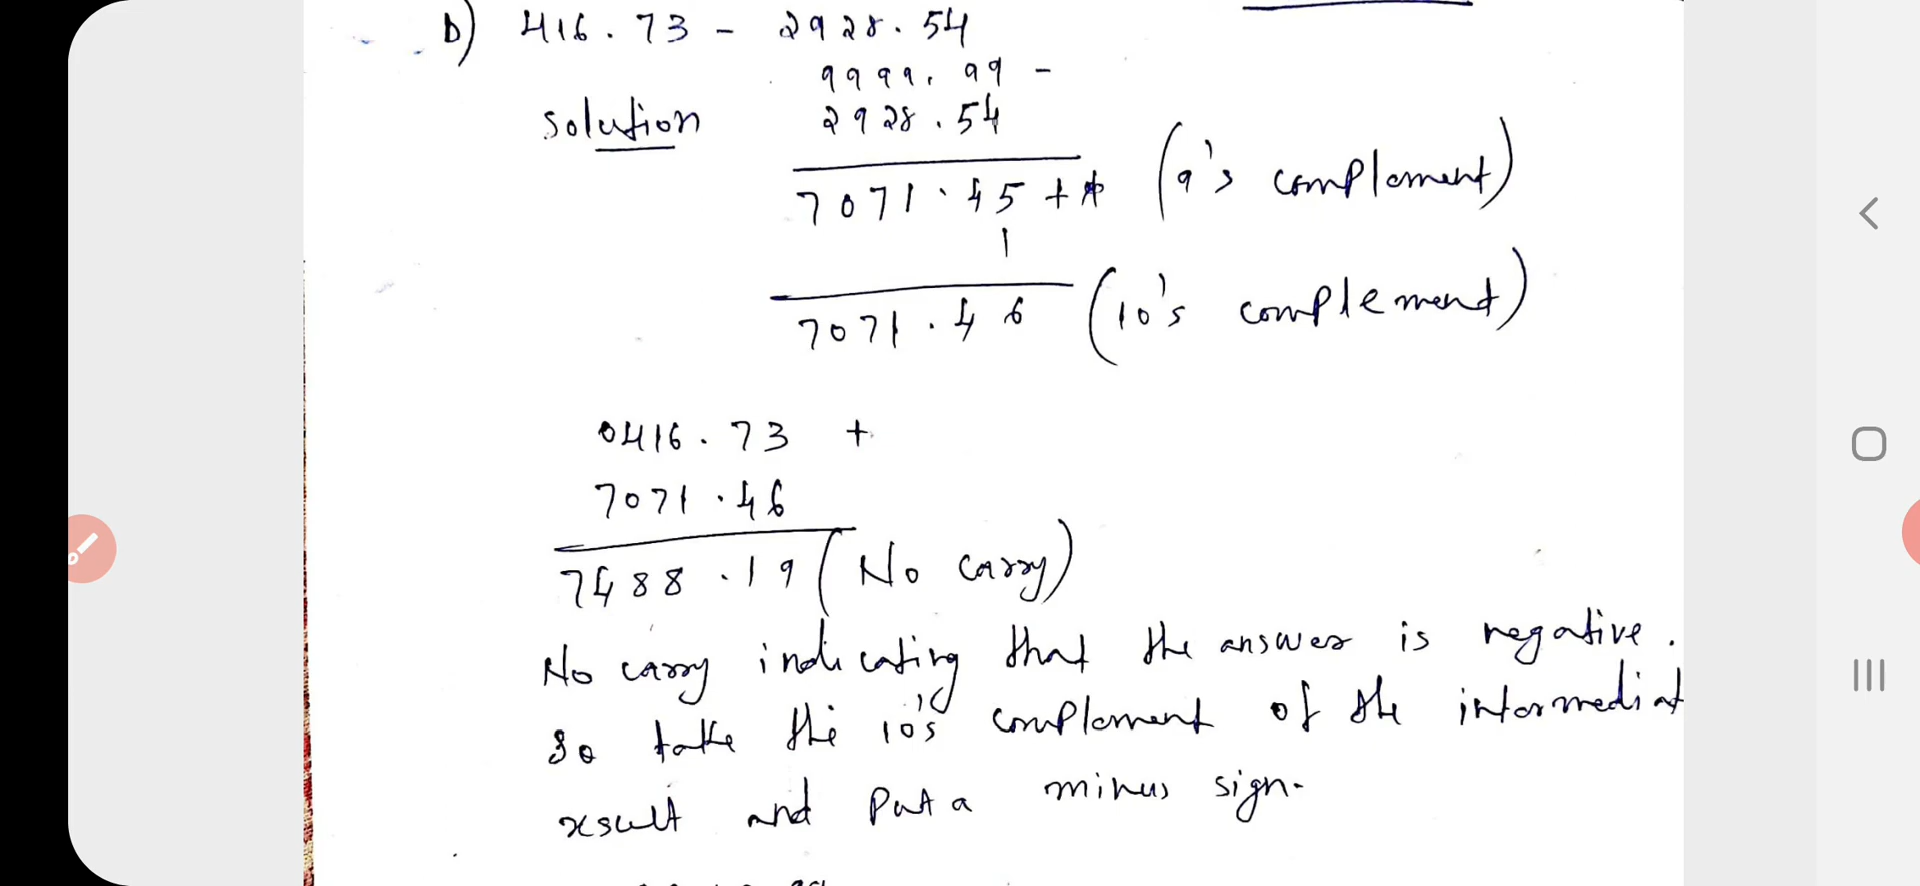 b) 416.73 - 2928.54
9999.99 -
solution 2928.54
7071.45 + (9's complement)
1
7071.46 (10's complement)
0416.73 +
7071.46
7488.19 (No carry)
No carry indicating that the answer is negative.
So take the 10's complement of the intermediat
result and put a minus sign.